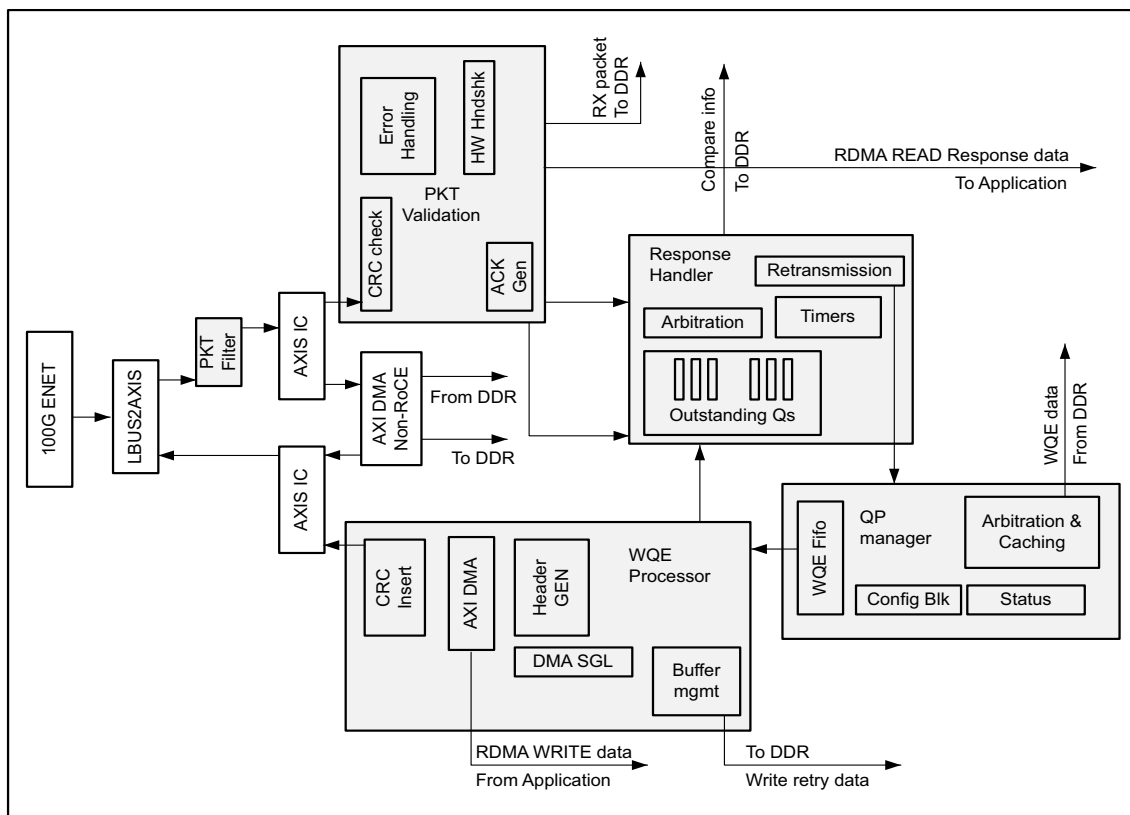 Error
Handling
HW Hndshk
PKT
Validation
CRC check
ACK
Gen
RX packet
To DDR
Compare info
To DDR
RDMA READ Response data
To Application
Response
Handler
Retransmission
Arbitration
Timers
Outstanding Qs
100G ENET
LBUS2AXIS
PKT
Filter
AXIS IC
AXI DMA
Non-RoCE
From DDR
To DDR
AXIS IC
WQE data
From DDR
QP
manager
WQE Fifo
Arbitration &
Caching
Config Blk
Status
WQE
Processor
CRC
Insert
AXI DMA
Header
GEN
DMA SGL
Buffer
mgmt
RDMA WRITE data
From Application
To DDR
Write retry data